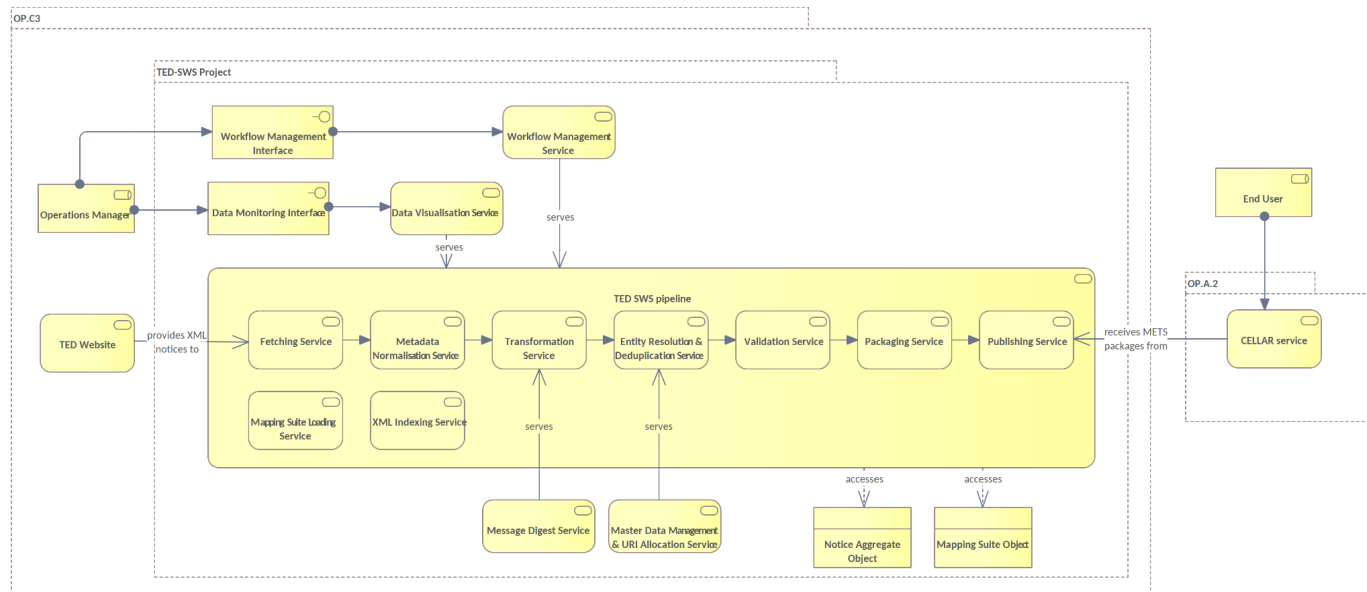 OP.C3
TED-SWS Project
Workflow Management
Interface
Workflow Management
Service
Operations Manager
Data Monitoring Interface
Data Visualisation Service
serves
serves
End User
OP.A.2
TED SWS pipeline
TED Website
provides XML
notices to
Fetching Service
Metadata
Normalisation Service
Transformation
Service
Entity Resolution &
Deduplication Service
Validation Service
Packaging Service
Publishing Service
receives METS
packages from
CELLAR service
Mapping Suite Loading
Service
XML Indexing Service
serves
serves
accesses
accesses
Message Digest Service
Master Data Management
& URI Allocation Service
Notice Aggregate
Object
Mapping Suite Object